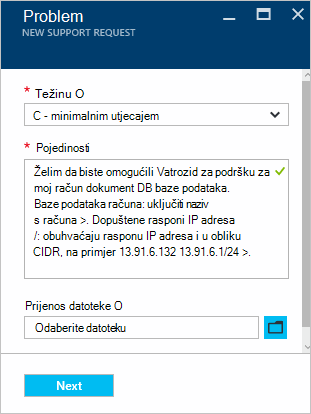 Problem
NEW SUPPORT REQUEST
* Težinu O
C - minimalnim utjecajem
* Pojedinosti
Želim da biste omogućili Vatrozid za podršku za
moj račun dokument DB baze podataka.
Baze podataka računa: uključiti naziv
s računa >. Dopuštene rasponi IP adresa
/: obuhvaćaju rasponu IP adresa i u obliku
CIDR, na primjer 13.91.6.132 13.91.6.1/24 >.
Prijenos datoteke O
Odaberite datoteku
Next